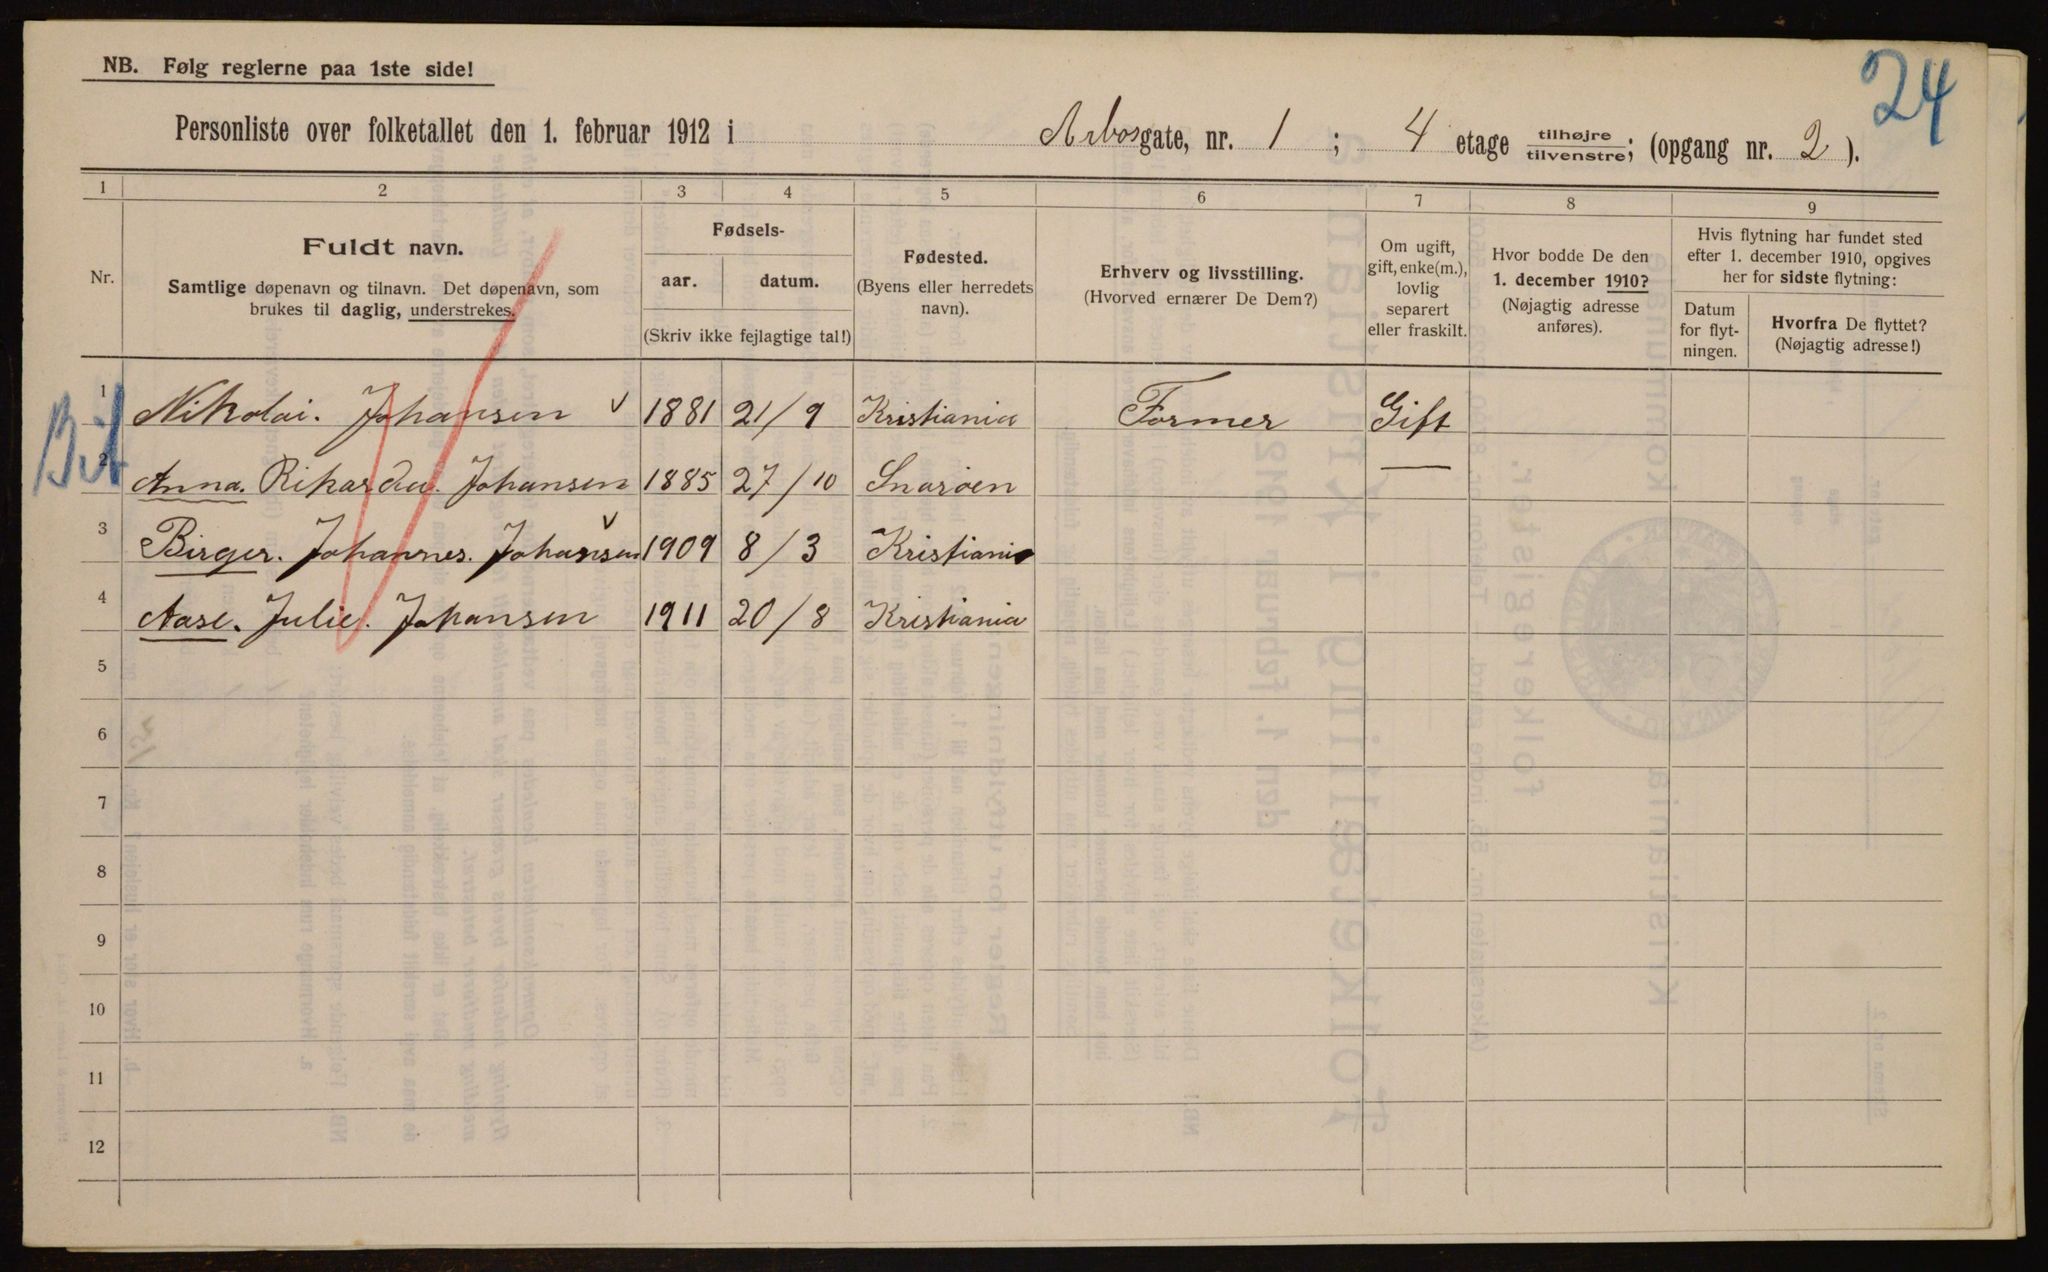 24
NB. Følg reglerne paa 1ste side!
Personliste over folketallet den 1. februar 1912 i Arbosgate, nr. 1 ; 4 etage tilhøjre tilvenstre; (opgang nr. 2 ).
1 2 3 4 5 6 7 8 9
Nr.
Fuldt navn.
Samtlige døpenavn og tilnavn. Det døpenavn, som
brukes til daglig, understrekes.
Fødsels-
aar. datum.
(Skriv ikke fejlagtige tal!)
Fødested.
(Byens eller herredets
navn).
Erhverv og livsstilling.
(Hvorved ernærer De Dem?)
Om ugift,
gift, enke(m.),
lovlig
separert
eller fraskilt.
Hvor bodde De den
1. december 1910?
(Nøjagtig adresse
anføres).
Hvis flytning har fundet sted
efter 1. december 1910, opgives
her for sidste flytning:
Datum
for flyt-
ningen.
Hvorfra De flyttet?
(Nøjagtig adresse!)
1 Nikolai. Johansen v 1881 21/9 Kristiania Former Gift
2 Anna. Rikarda. Johansen 1885 27/10 Snarøen —
3 Birger. Johannes. Johansen v 1909 8/3 Kristiania
4 Aase. Julie. Johansen 1911 20/8 Kristiania
5
6
7
8
9
10
11
12